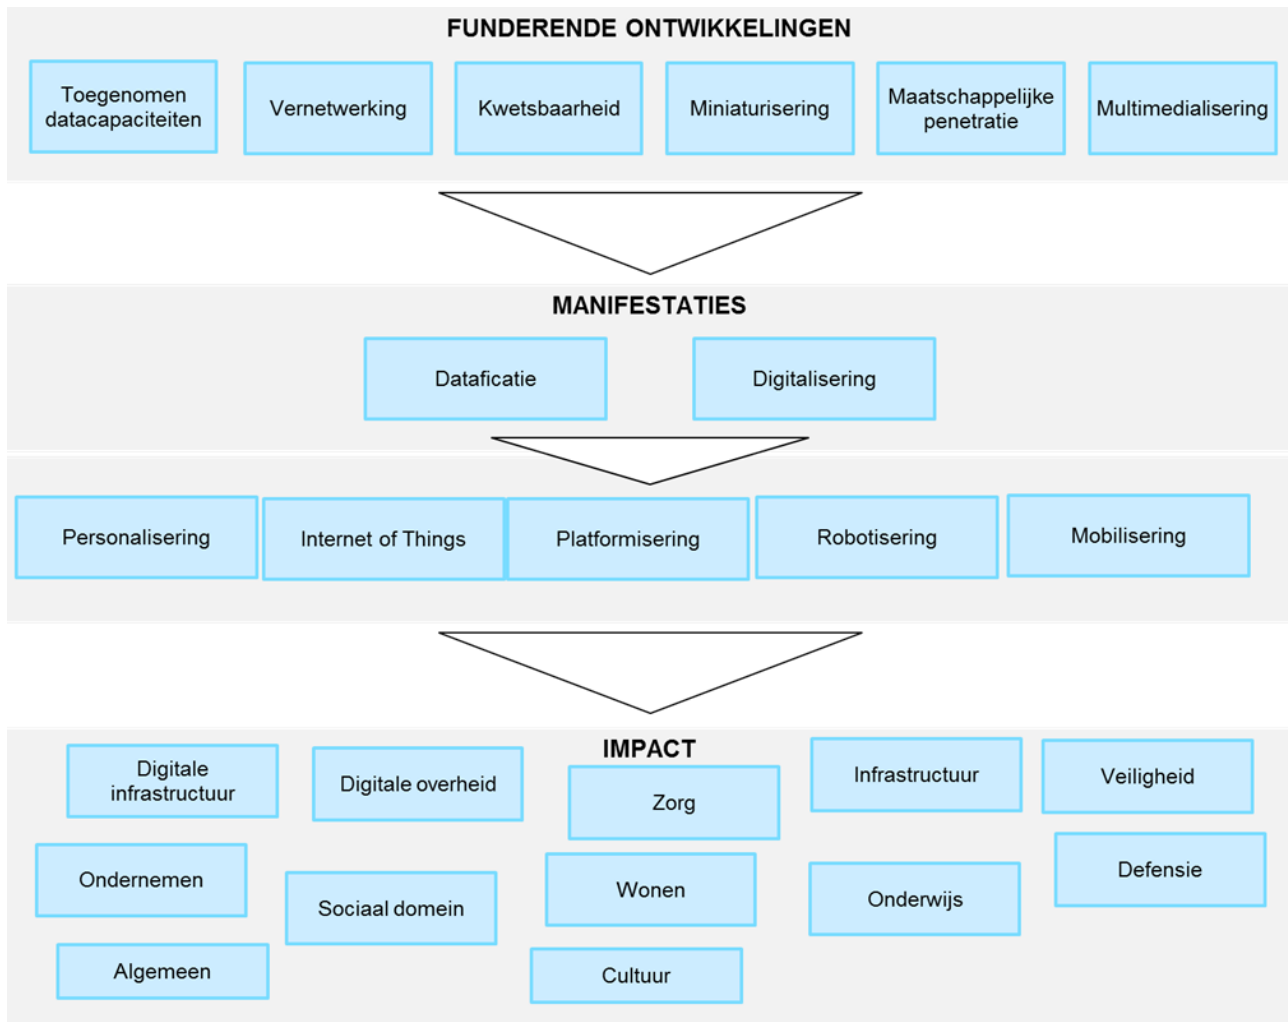 FUNDERENDE ONTWIKKELINGEN
Toegenomen
datacapaciteiten
Vernetwerking
Kwetsbaarheid
Miniaturisering
Maatschappelijke
penetratie
Multimedialisering
MANIFESTATIES
Dataficatie
Digitalisering
Personalisering
Internet of Things
Platformisering
Robotisering
Mobilisering
IMPACT
Digitale
infrastructuur
Digitale overheid
Zorg
Infrastructuur
Veiligheid
Ondernemen
Sociaal domein
Wonen
Onderwijs
Defensie
Algemeen
Cultuur